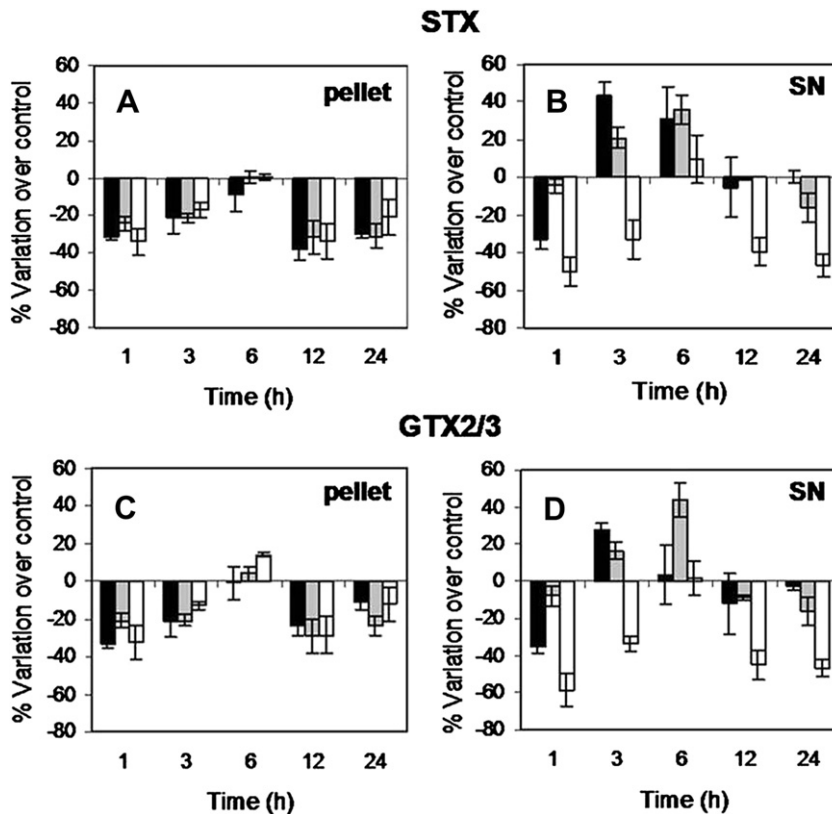 STX
A
pellet
60
40
20
0
-20
-40
-60
-80
% Variation over control
1 3 6 12 24
Time (h)
B
SN
60
40
20
0
-20
-40
-60
-80
% Variation over control
1 3 6 12 24
Time (h)
GTX2/3
C
pellet
60
40
20
0
-20
-40
-60
-80
% Variation over control
1 3 6 12 24
Time (h)
D
SN
60
40
20
0
-20
-40
-60
-80
% Variation over control
1 3 6 12 24
Time (h)